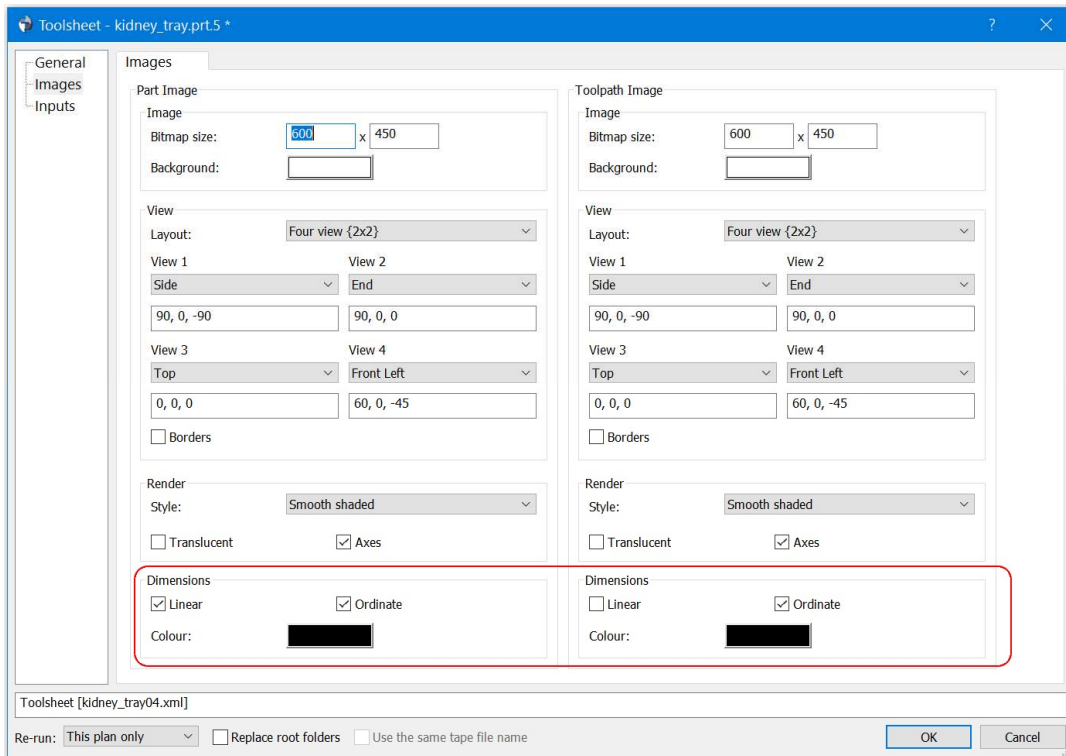 Toolsheet - kidney_tray.prt.5 *
?
General
Images
Inputs
Images
Part Image
Image
Bitmap size: 600 x 450
Background:
View
Layout: Four view {2x2}
View 1 View 2
Side End
90, 0, -90 90, 0, 0
View 3 View 4
Top Front Left
0, 0, 0 60, 0, -45
Borders
Render
Style: Smooth shaded
Translucent Axes
Dimensions
Linear Ordinate
Colour:
Toolpath Image
Image
Bitmap size: 600 x 450
Background:
View
Layout: Four view {2x2}
View 1 View 2
Side End
90, 0, -90 90, 0, 0
View 3 View 4
Top Front Left
0, 0, 0 60, 0, -45
Borders
Render
Style: Smooth shaded
Translucent Axes
Dimensions
Linear Ordinate
Colour:
Toolsheet [kidney_tray04.xml]
Re-run: This plan only Replace root folders Use the same tape file name OK Cancel